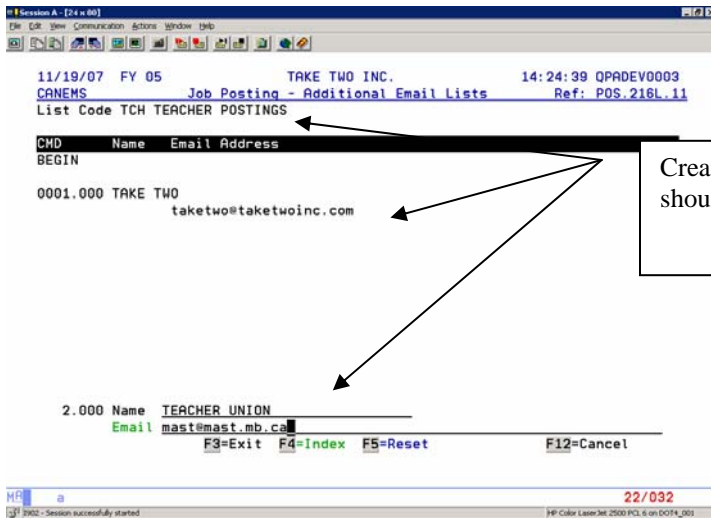 Session A - [24 x 80]
File Edit View Communication Actions Window Help
11/19/07 FY 05 TAKE TWO INC. 14:24:39 QPADEV0003
CANEMS Job Posting - Additional Email Lists Ref: POS.216L.11
List Code TCH TEACHER POSTINGS
CMD Name Email Address
BEGIN
Crea
shou
0001.000 TAKE TWO
taketwo@taketwoinc.com
2.000 Name TEACHER UNION
Email mast@mast.mb.ca
F3=Exit F4=Index F5=Reset F12=Cancel
MA a 22/032
I902 - Session successfully started HP Color LaserJet 2500 PCL 6 on DOT4_001